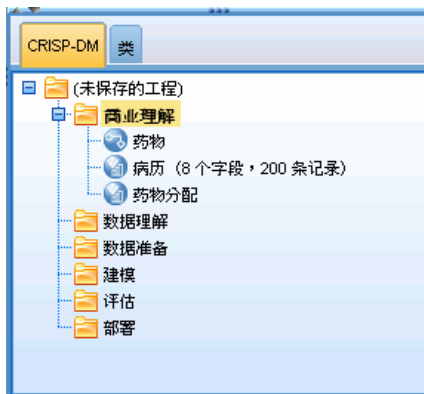 CRISP-DM 类
(未保存的工程)
商业理解
药物
病历 (8 个字段，200 条记录)
药物分配
数据理解
数据准备
建模
评估
部署